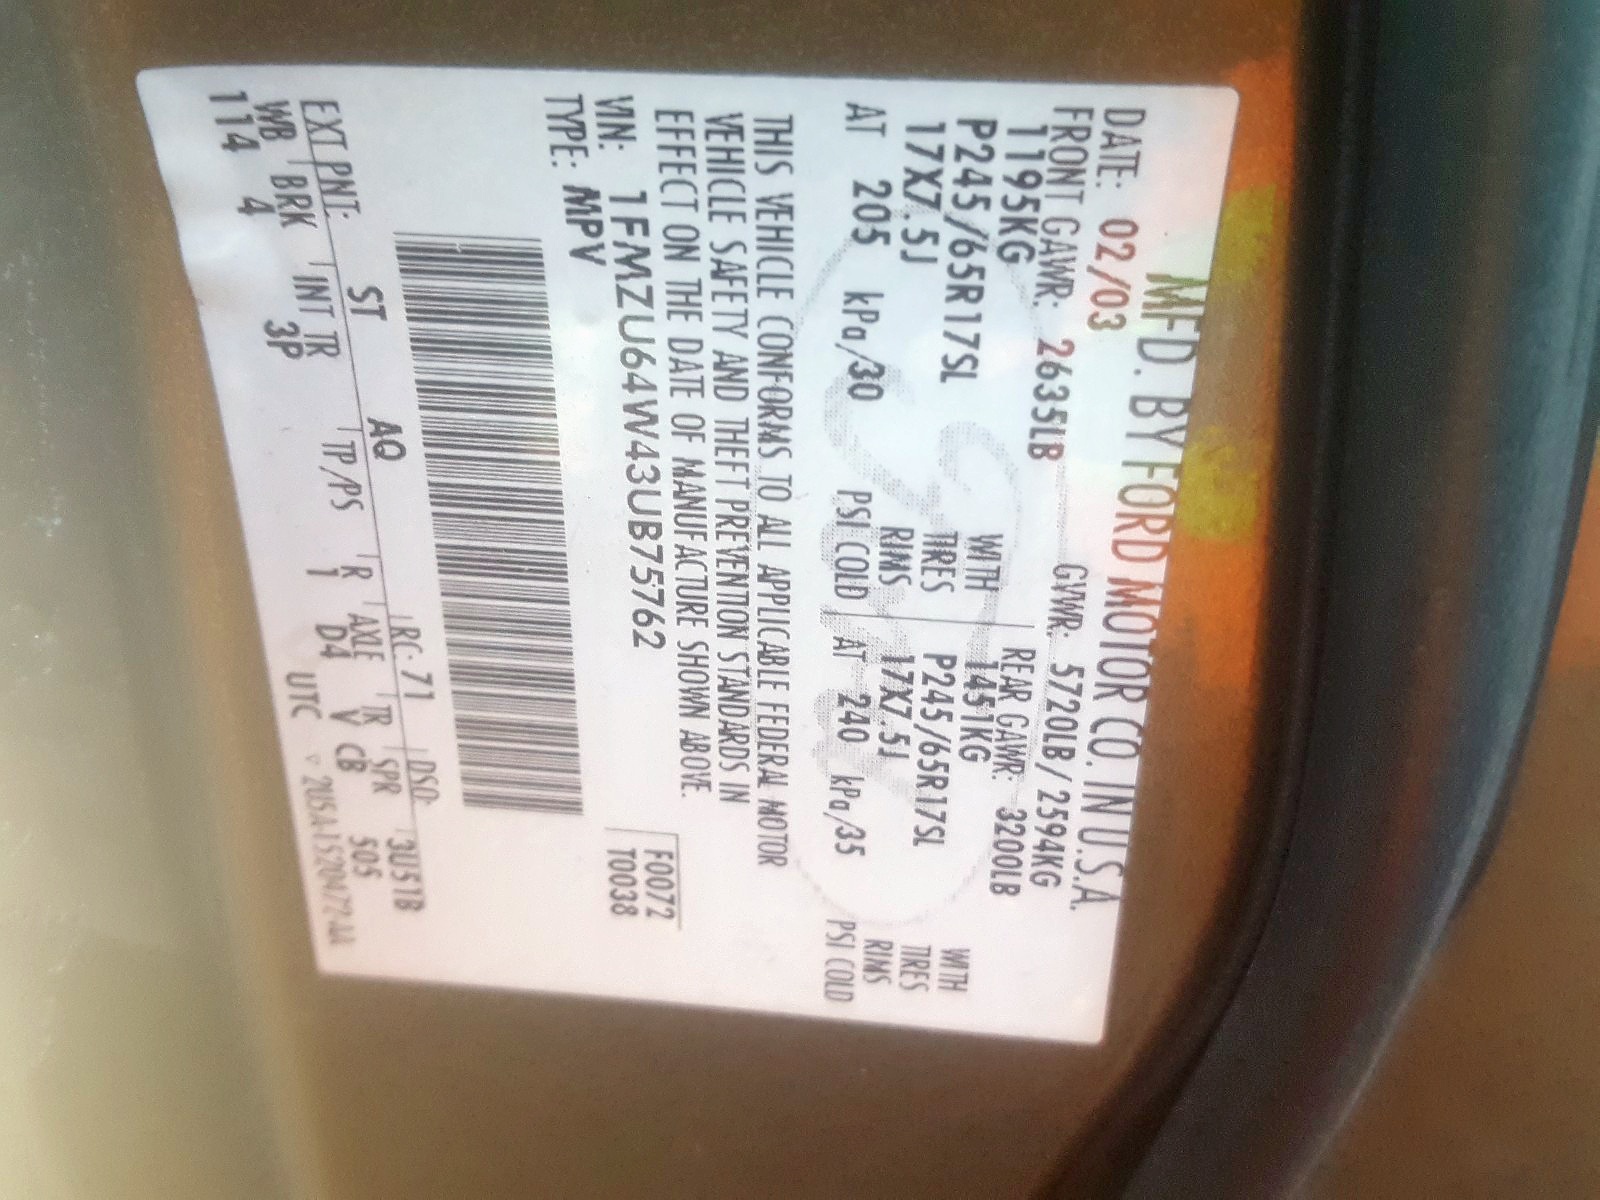 MFD. BY FORD MOTOR CO. IN U.S.A.
DATE: 02/03 GVWR: 5720LB/2594KG
FRONT GAWR: 2635LB REAR GAWR: 3200LB
1195KG WITH 1451KG WITH
P245/65R17SL TIRES P245/65R17SL TIRES
17X7.5J RIMS 17X7.5J RIMS
AT 205 kPa/30 PSI COLD AT 240 kPa/35 PSI COLD
THIS VEHICLE CONFORMS TO ALL APPLICABLE FEDERAL MOTOR
VEHICLE SAFETY AND THEFT PREVENTION STANDARDS IN
EFFECT ON THE DATE OF MANUFACTURE SHOWN ABOVE.
VIN: 1FMZU64W43UB75762 F0072
TYPE: MPV T0038
EXT PNT: ST AQ RC: 71 DSO: 3U51B
WB BRK INT TR TP/PS R AXLE TR SPR 505
114 4 3P 1 D4 V CB
UTC